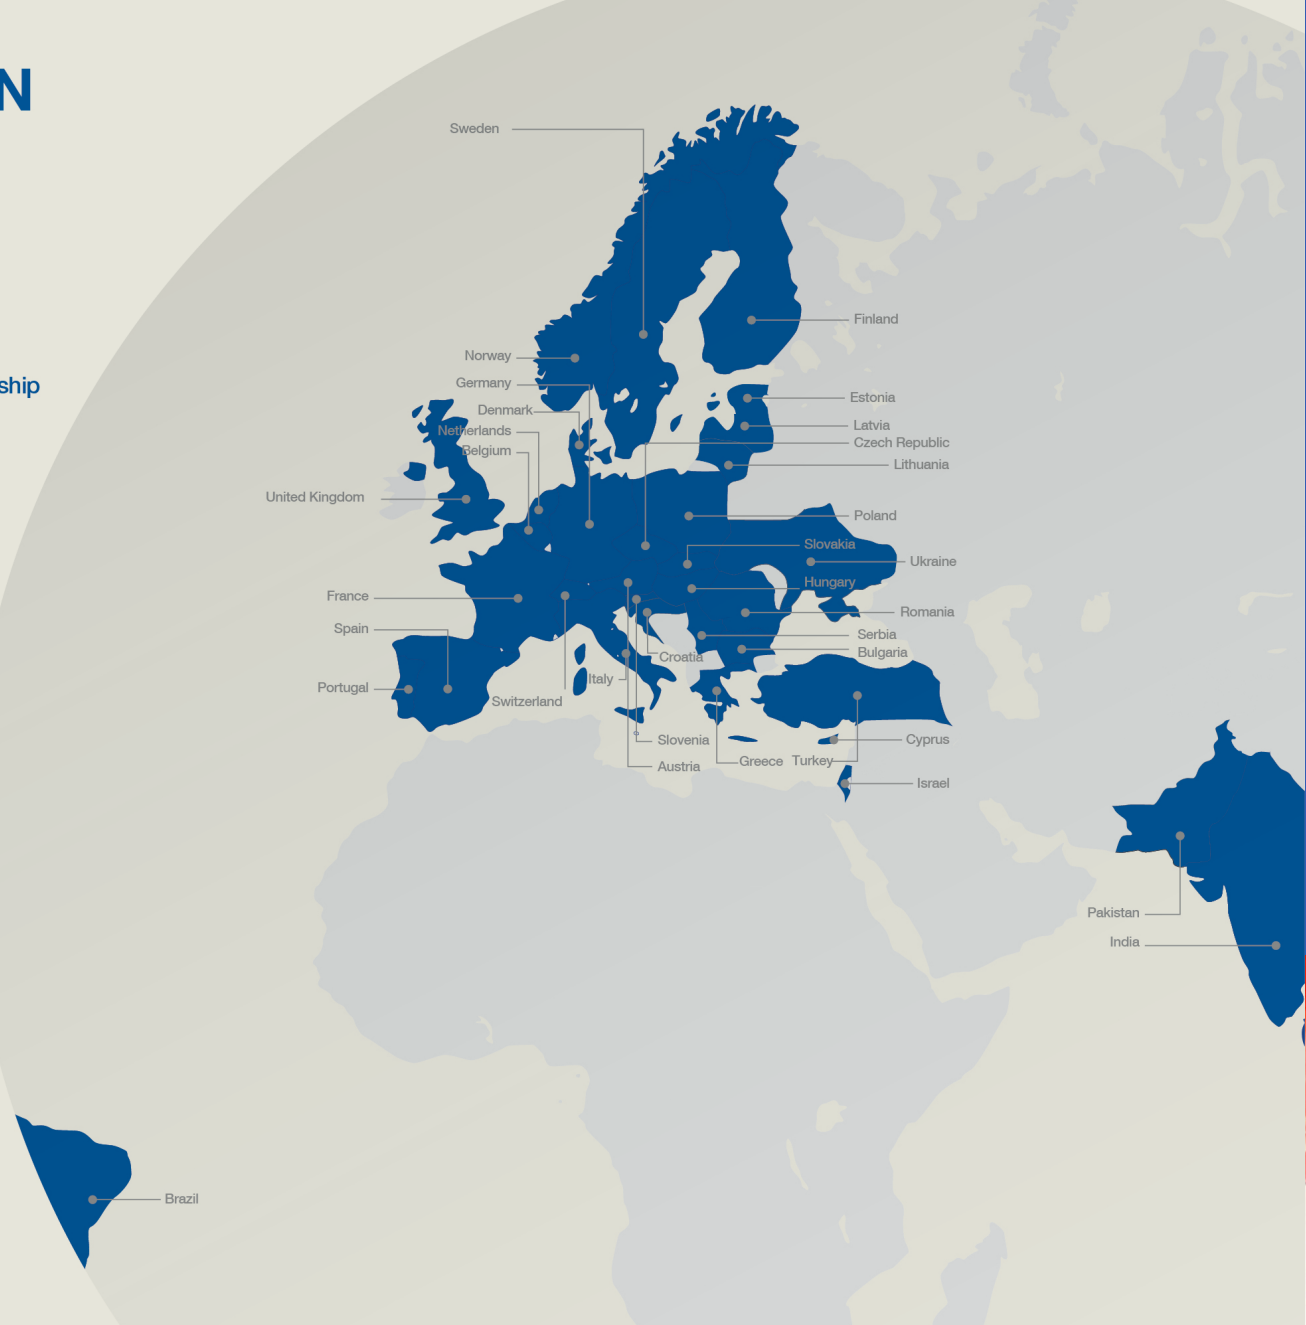 N
ship
Sweden
Finland
Norway
Germany
Estonia
Denmark
Latvia
Netherlands
Czech Republic
Belgium
Lithuania
United Kingdom
Poland
Slovakia
Ukraine
Hungary
France
Romania
Spain
Serbia
Bulgaria
Croatia
Italy
Portugal
Switzerland
Slovenia
Cyprus
Greece
Turkey
Austria
Israel
Pakistan
India
Brazil